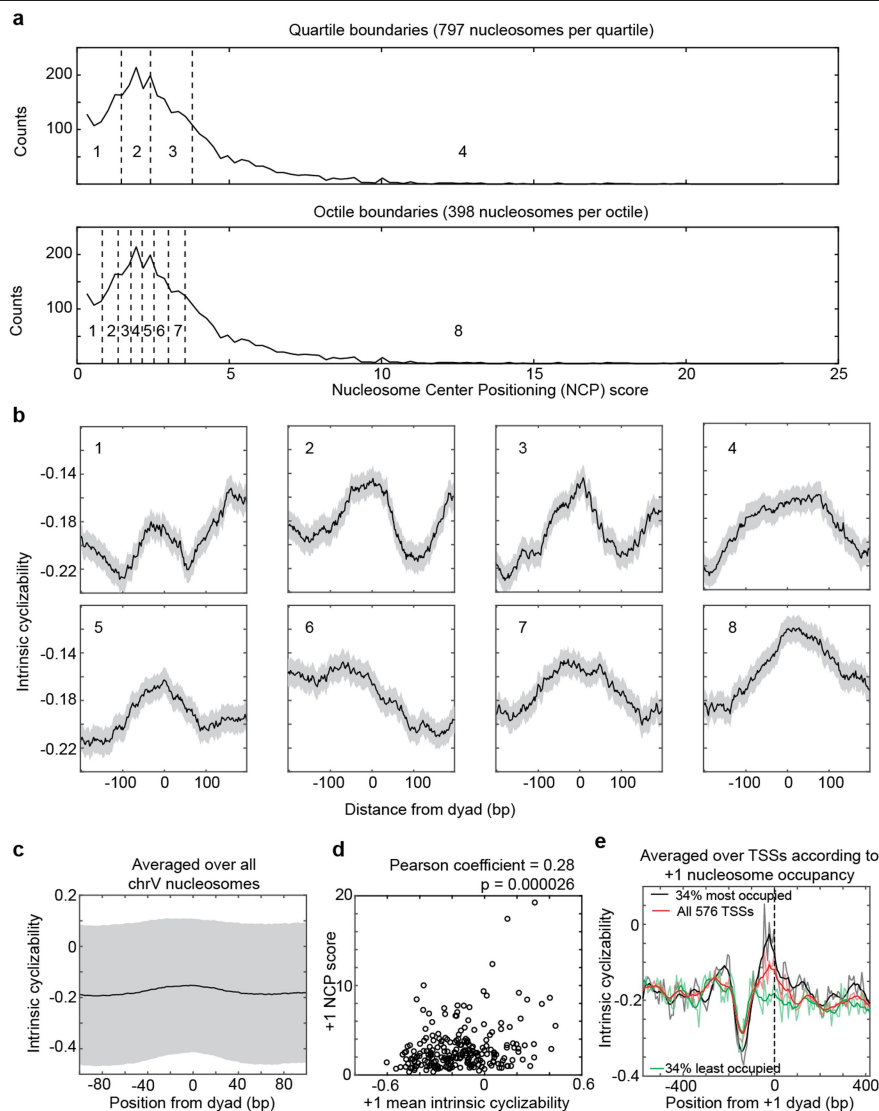 a
Quartile boundaries (797 nucleosomes per quartile)
Counts
200
100
1 2 3 4
Octile boundaries (398 nucleosomes per octile)
Counts
200
100
1 2 3 4 5 6 7 8
0 5 10 15 20 25
Nucleosome Center Positioning (NCP) score
b
Intrinsic cyclizability
1 2 3 4
-0.14
-0.18
-0.22
5 6 7 8
-0.14
-0.18
-0.22
-100 0 100 -100 0 100 -100 0 100 -100 0 100
Distance from dyad (bp)
c
Averaged over all
chrV nucleosomes
Intrinsic cyclizability
0.2
0
-0.2
-0.4
-80 -40 0 40 80
Position from dyad (bp)
d
Pearson coefficient = 0.28
p = 0.000026
+1 NCP score
20
10
0
-0.6 0 0.6
+1 mean intrinsic cyclizability
e
Averaged over TSSs according to
+1 nucleosome occupancy
Intrinsic cyclizability
34% most occupied
All 576 TSSs
34% least occupied
0
-0.2
-0.4
-400 -200 0 200 400
Position from +1 dyad (bp)